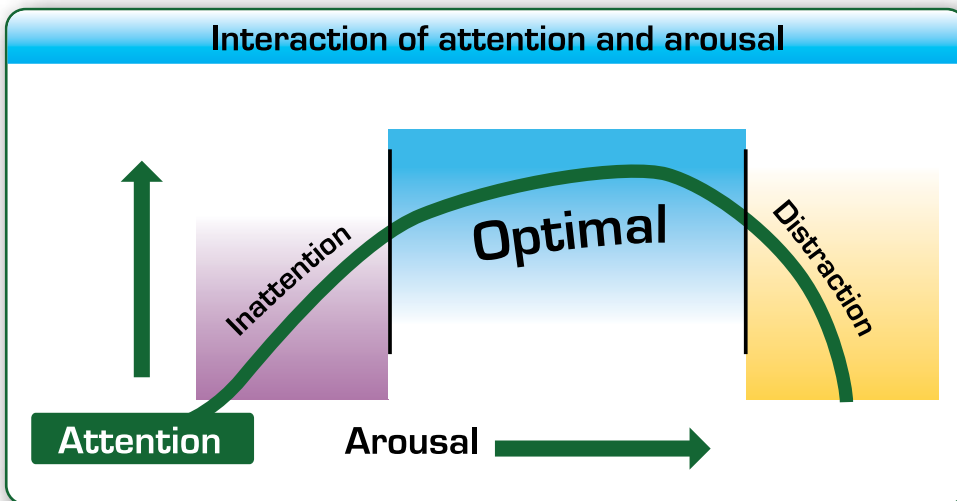 Interaction of attention and arousal
Inattention
Optimal
Distraction
Attention
Arousal